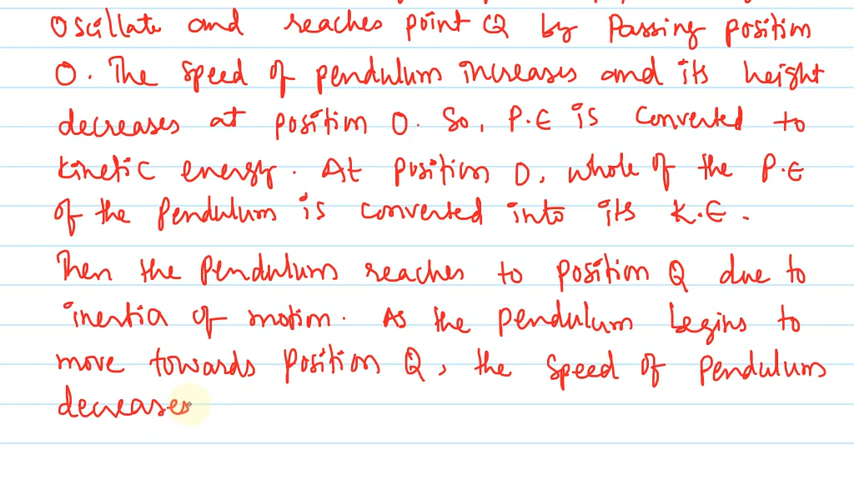 Oscillate and reaches point Q by Passing position
O. The speed of pendulum increases and its height
decreases at position O. So, P.E is converted to
kinetic energy. At position O, whole of the P.E
of the pendulum is converted into its K.E.
Then the pendulum reaches to position Q due to
inertia of motion. As the pendulum begins to
move towards position Q, the speed of pendulum
decreases